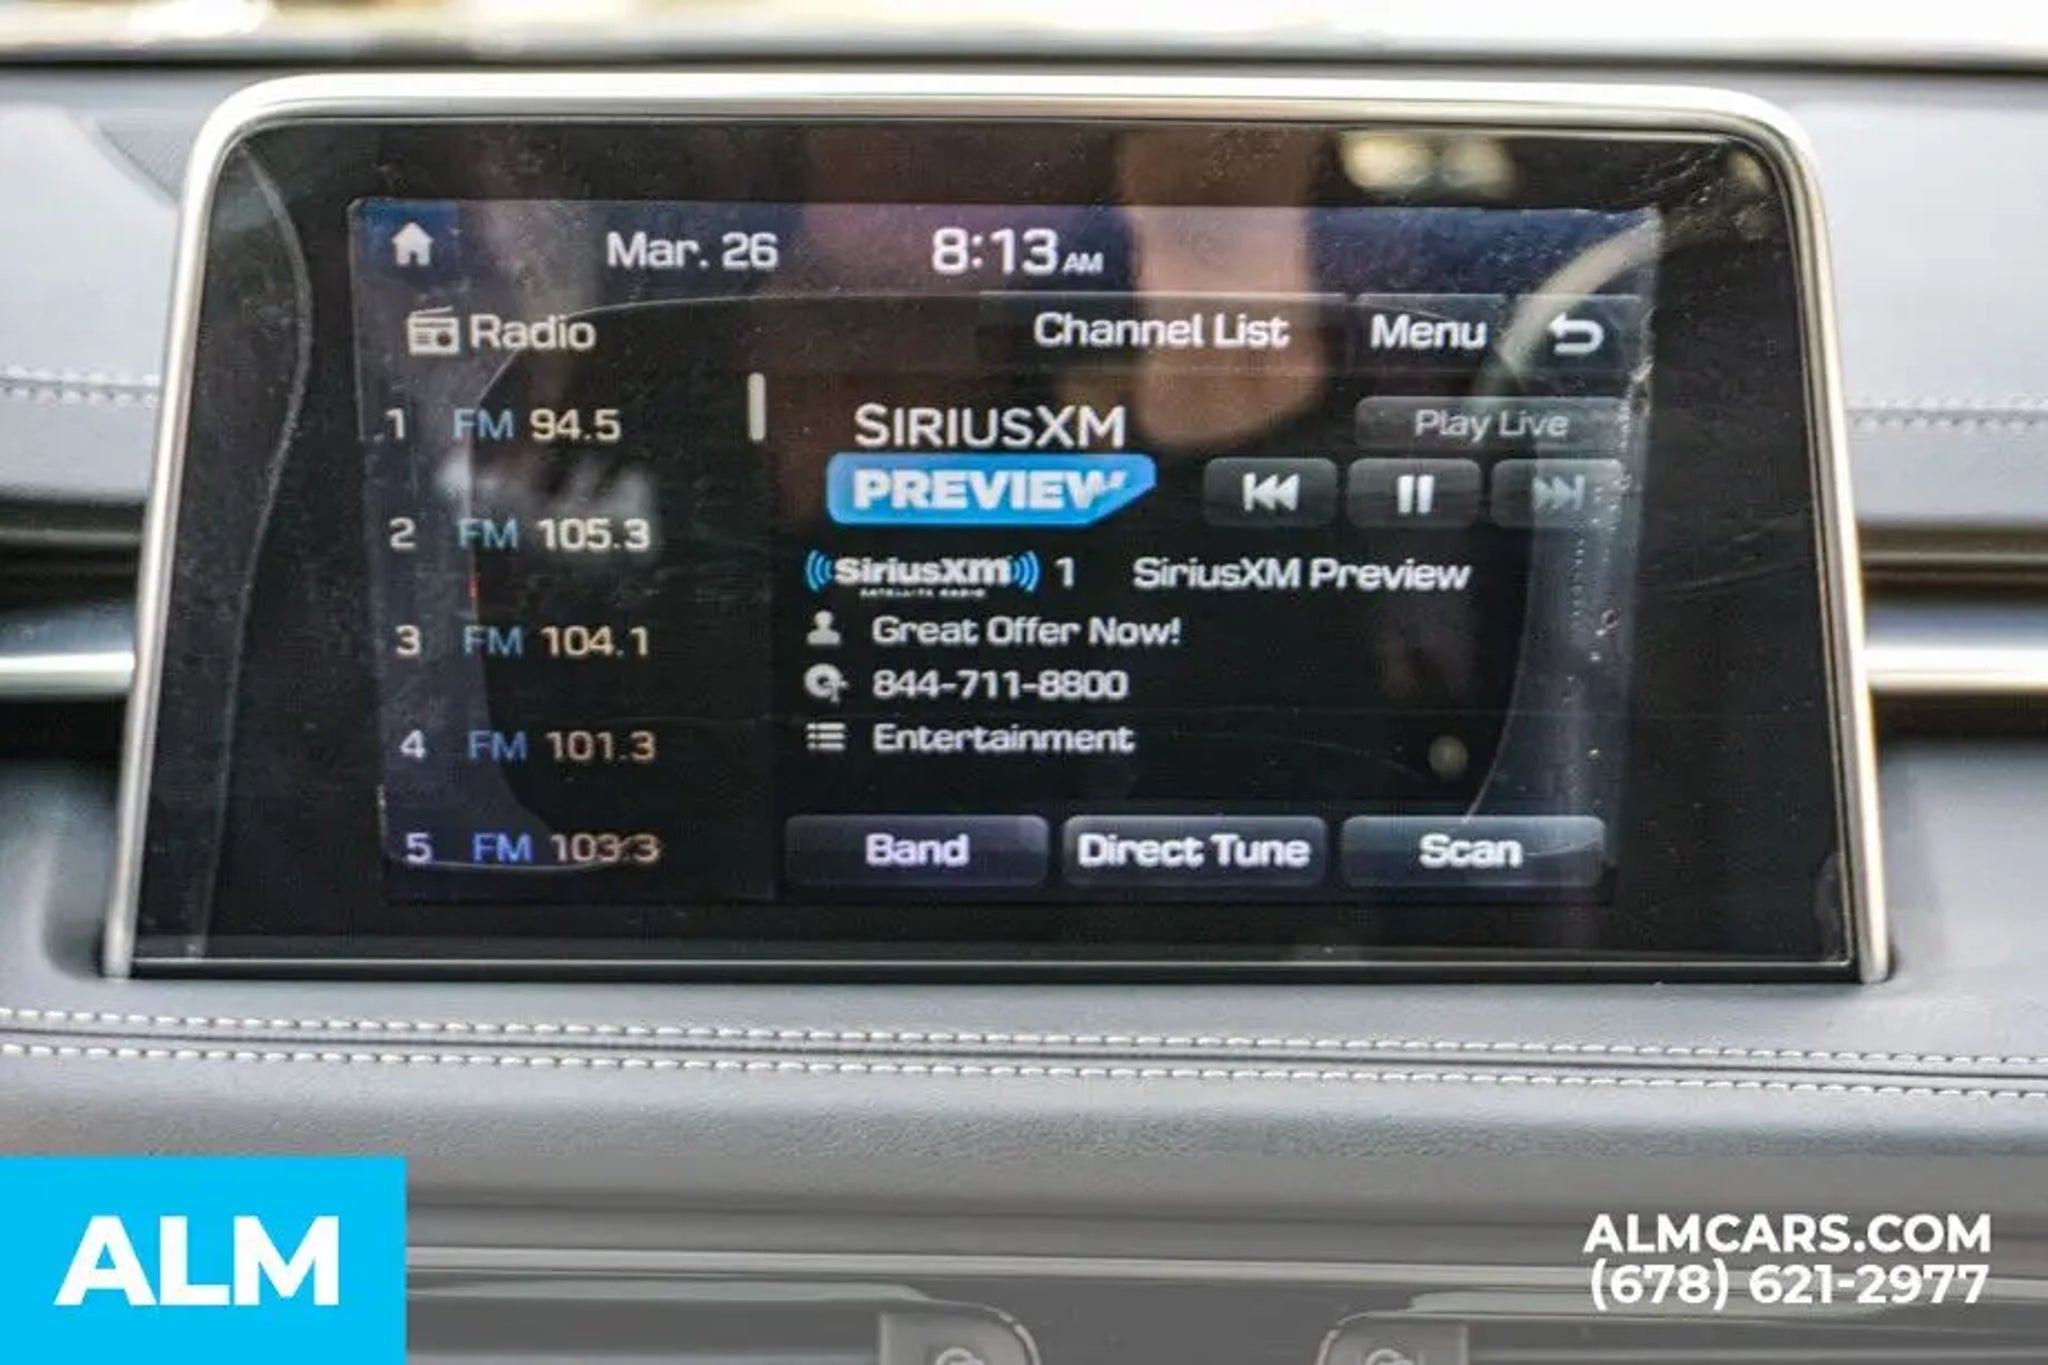 Mar. 26 8:13 AM
Radio Channel List Menu
1 FM 94.5
2 FM 105.3
3 FM 104.1
4 FM 101.3
5 FM 103.3
SIRIUSXM
PREVIEW
Play Live
SiriusXM 1 SiriusXM Preview
SATELLITE RADIO
Great Offer Now!
844-711-8800
Entertainment
Band Direct Tune Scan
ALM
ALMCARS.COM
(678) 621-2977